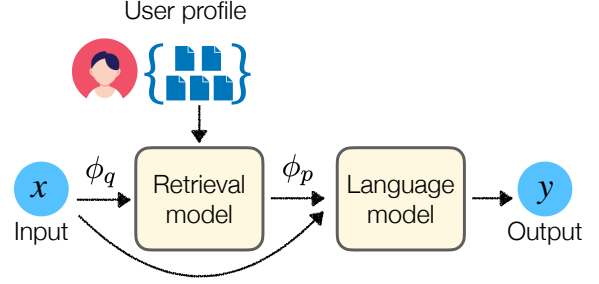 User profile
x
Input
ϕq
Retrieval
model
ϕp
Language
model
y
Output